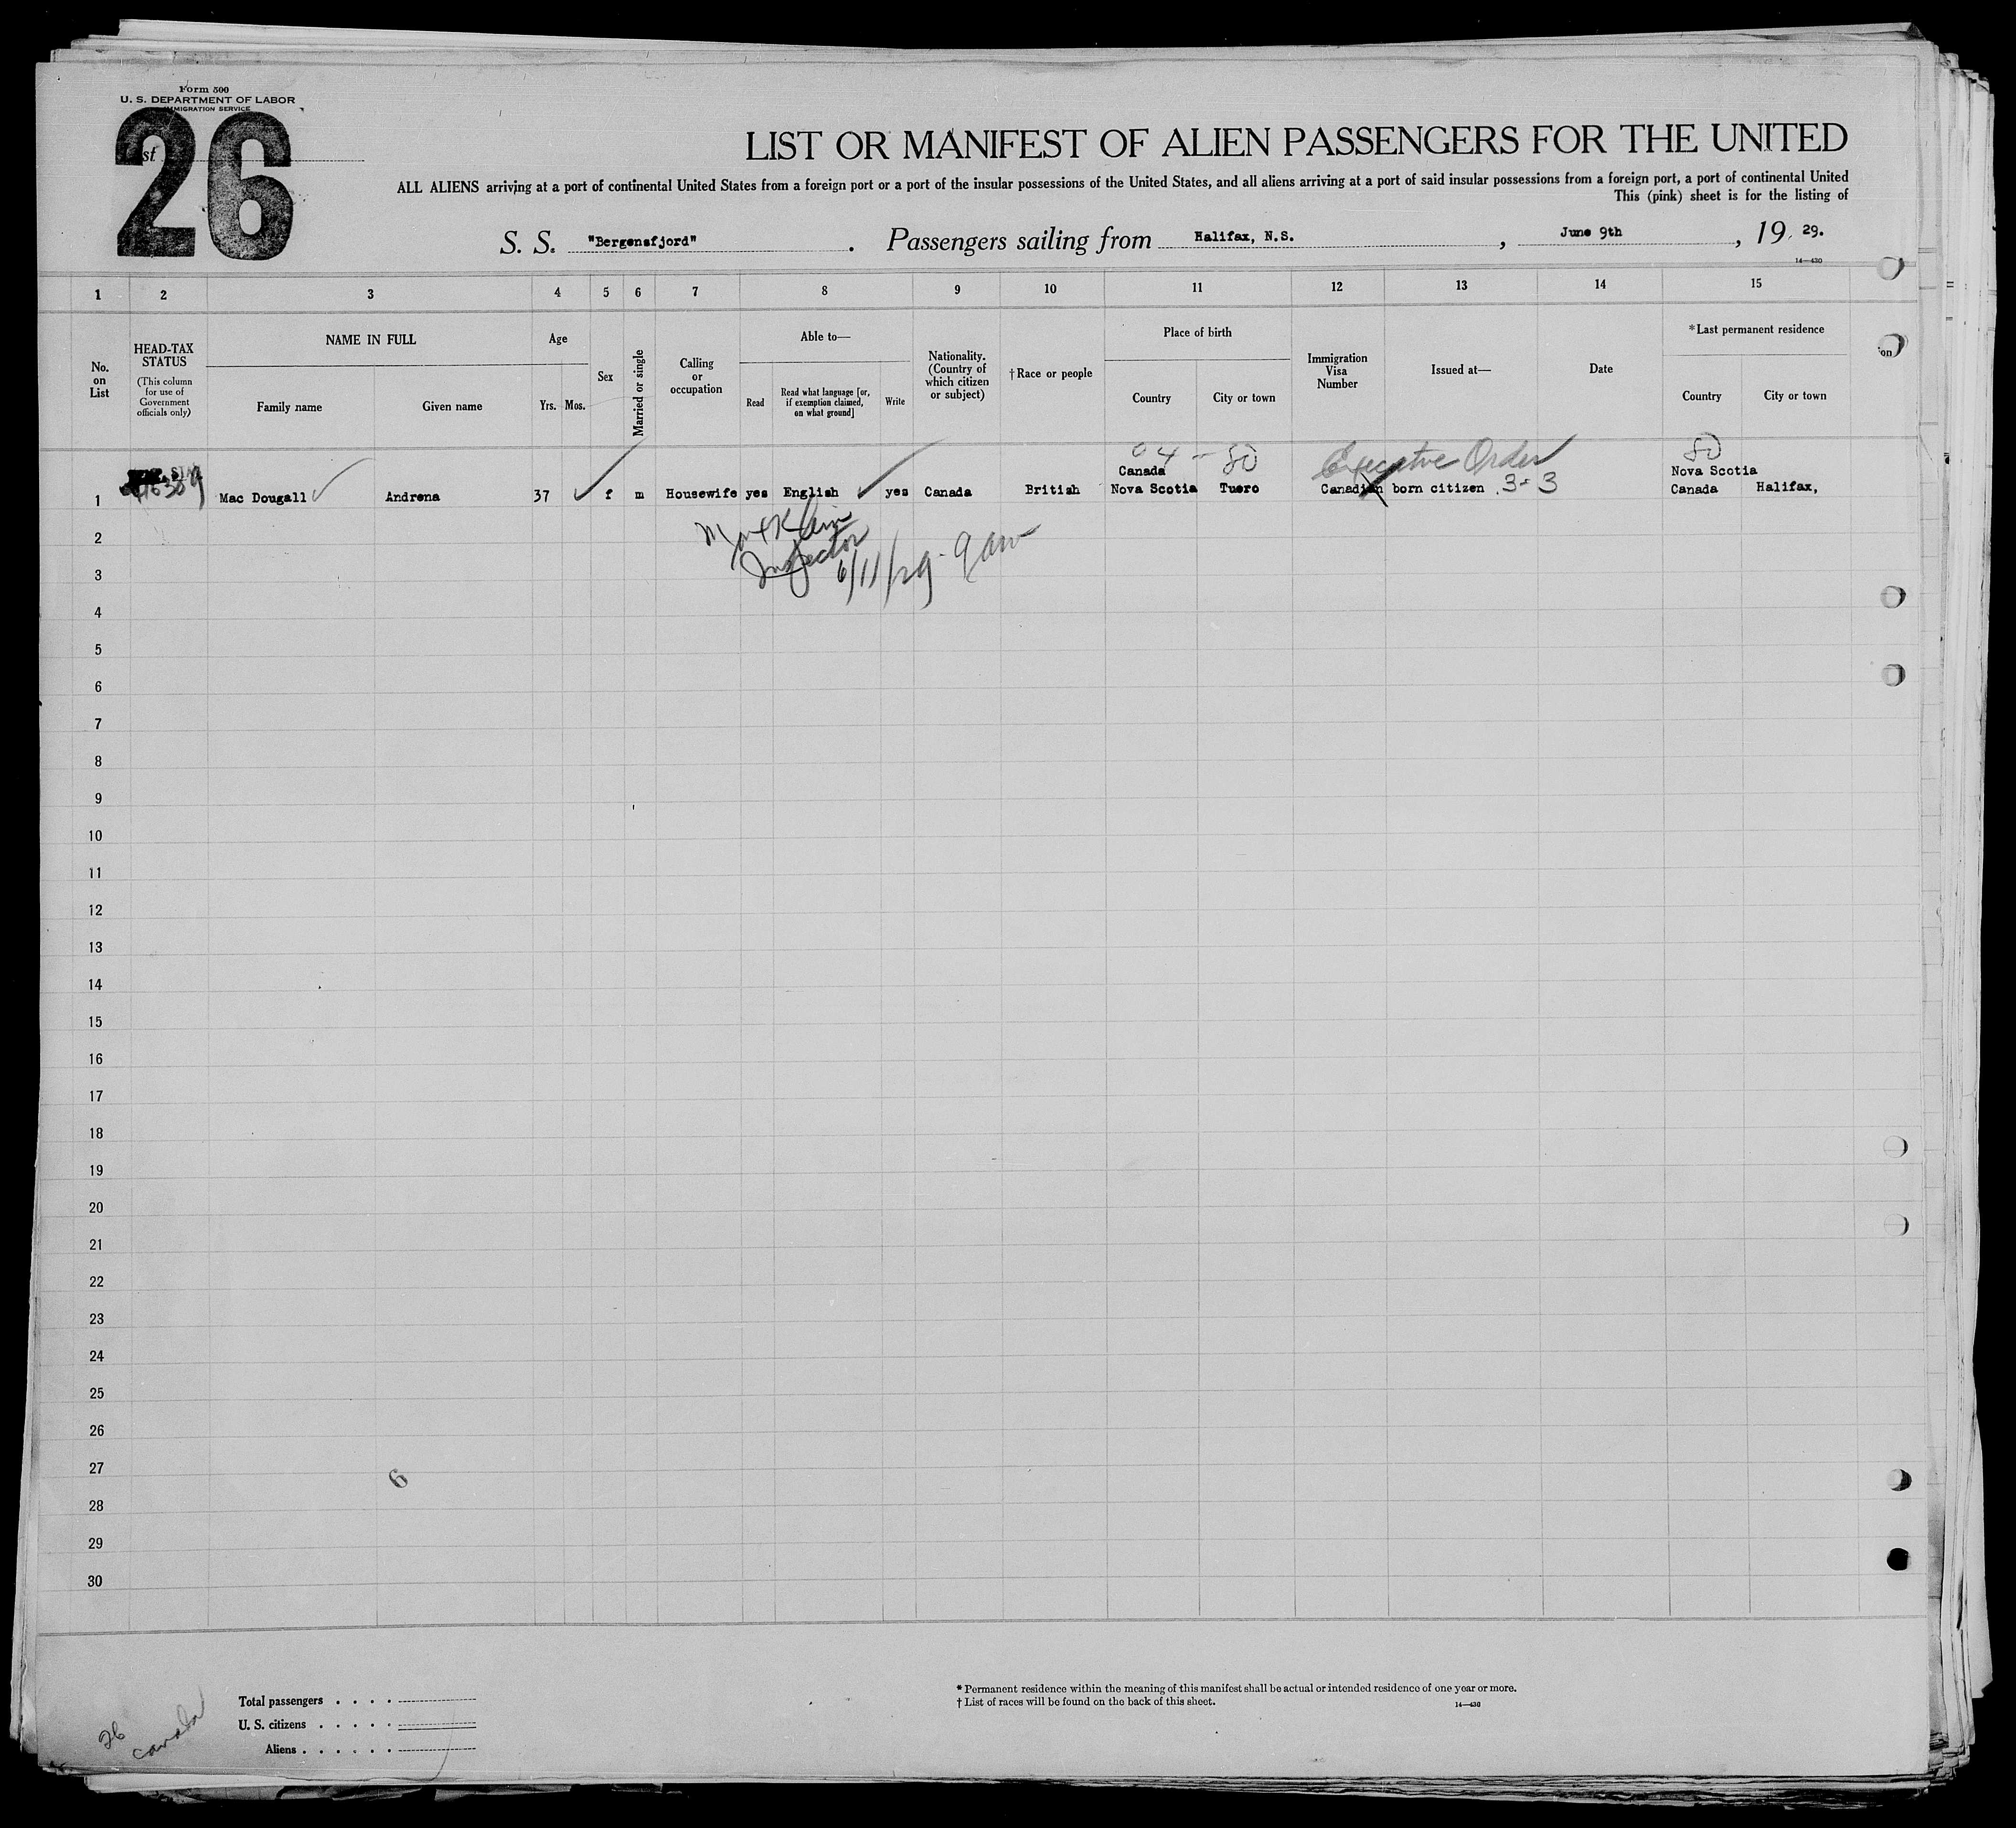 Form 500
U. S. DEPARTMENT OF LABOR
IMMIGRATION SERVICE
26
LIST OR MANIFEST OF ALIEN PASSENGERS FOR THE UNITED
ALL ALIENS arriving at a port of continental United States from a foreign port or a port of the insular possessions of the United States, and all aliens arriving at a port of said insular possessions from a foreign port, a port of continental United
This (pink) sheet is for the listing of
S. S. "Bergensfjord". Passengers sailing from Halifax, N.S. , June 9th , 19 29.
14—430
1 2 3 4 5 6 7 8 9 10 11 12 13 14 15
No. on List
HEAD-TAX STATUS
(This column for use of Government officials only)
NAME IN FULL
Family name Given name
Age
Yrs. Mos.
Sex
Married or single
Calling or occupation
Able to—
Read
Read what language [or, if exemption claimed, on what ground]
Write
Nationality. (Country of which citizen or subject)
†Race or people
Place of birth
Country City or town
Immigration Visa Number
Issued at—
Date
*Last permanent residence
Country City or town
04 - 80 Executive Order 80
Canada Nova Scotia
1 Mac Dougall Andrena 37 f m Housewife yes English yes Canada British Nova Scotia Tuero Canadian born citizen 3-3 Canada Halifax,
2
Inspector
6/11/29
3
4
5
6
7
8
9
10
11
12
13
14
15
16
17
18
19
20
21
22
23
24
25
26
27
6
28
29
30
Total passengers . . . .
U. S. citizens . . . . .
Aliens . . . . . .
* Permanent residence within the meaning of this manifest shall be actual or intended residence of one year or more.
† List of races will be found on the back of this sheet.
14—430
26
Canada